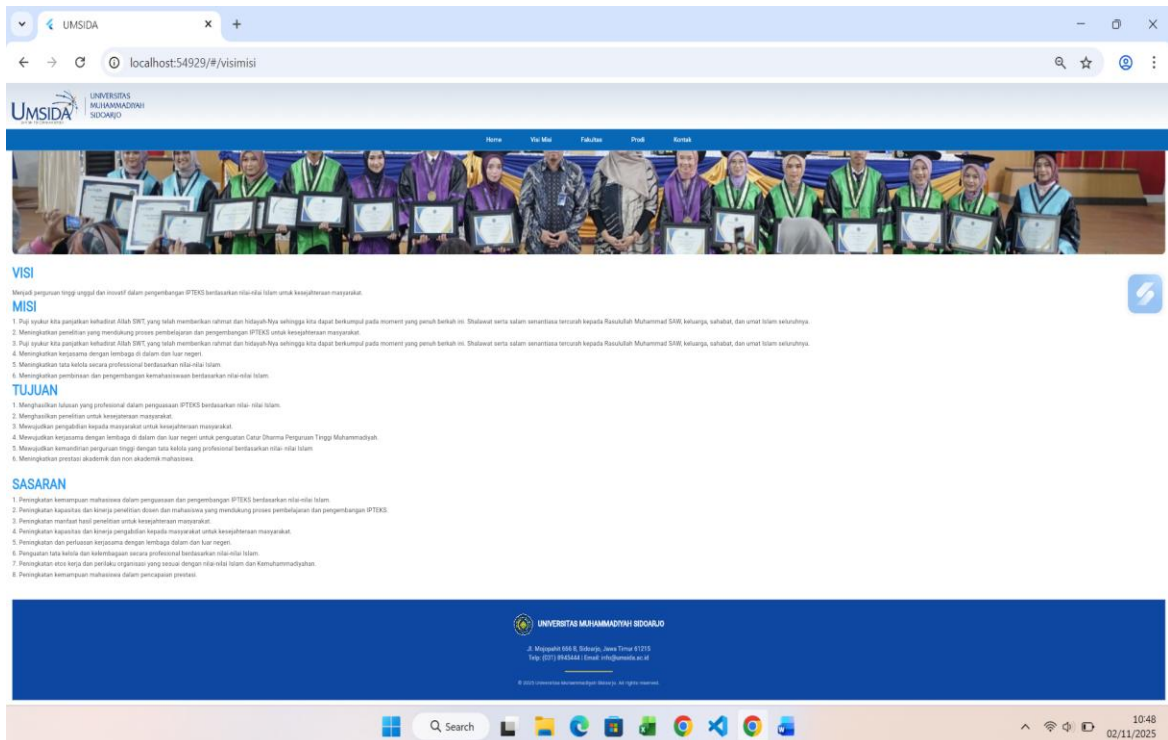 UMSIDA
localhost:54929/#/visimisi
UMSIDA
UNIVERSITAS
MUHAMMADIYAH
SIDOARJO
Home Visi Misi Fakultas Prodi Kontak
VISI
Menjadi perguruan tinggi unggul dan inovatif dalam pengembangan IPTEKS berdasarkan nilai-nilai Islam untuk kesejahteraan masyarakat.
MISI
1. Puji syukur kita panjatkan kehadirat Allah SWT, yang telah memberikan rahmat dan hidayah-Nya sehingga kita dapat berkumpul pada moment yang penuh berkah ini. Shalawat serta salam senantiasa tercurah kepada Rasulullah Muhammad SAW, keluarga, sahabat, dan umat Islam seluruhnya.
2. Meningkatkan penelitian yang mendukung proses pembelajaran dan pengembangan IPTEKS untuk kesejahteraan masyarakat.
3. Puji syukur kita panjatkan kehadirat Allah SWT, yang telah memberikan rahmat dan hidayah-Nya sehingga kita dapat berkumpul pada moment yang penuh berkah ini. Shalawat serta salam senantiasa tercurah kepada Rasulullah Muhammad SAW, keluarga, sahabat, dan umat Islam seluruhnya.
4. Meningkatkan kerjasama dengan lembaga di dalam dan luar negeri.
5. Meningkatkan tata kelola secara professional berdasarkan nilai-nilai Islam
6. Meningkatkan pembinaan dan pengembangan kemahasiswaan berdasarkan nilai-nilai Islam.
TUJUAN
1. Menghasilkan lulusan yang profesional dalam penguasaan IPTEKS berdasarkan nilai- nilai Islam.
2. Menghasilkan penelitian untuk kesejateraan masyarakat.
3. Mewujudkan pengabdian kepada masyarakat untuk kesejahteraan masyarakat.
4. Mewujudkan kerjasama dengan lembaga di dalam dan luar negeri untuk penguatan Catur Dharma Perguruan Tinggi Muhammadiyah.
5. Mewujudkan kemandirian perguruan tinggi dengan tata kelola yang profesional berdasarkan nilai- nilai Islam
6. Meningkatkan prestasi akademik dan non akademik mahasiswa.
SASARAN
1. Peningkatan kemampuan mahasiswa dalam penguasaan dan pengembangan IPTEKS berdasarkan nilai-nilai Islam.
2. Peningkatan kapasitas dan kinerja penelitian dosen dan mahasiswa yang mendukung proses pembelajaran dan pengembangan IPTEKS.
3. Peningkatan manfaat hasil penelitian untuk kesejahteraan masyarakat.
4. Peningkatan kapasitas dan kinerja pengabdian kepada masyarakat untuk kesejahteraan masyarakat.
5. Peningkatan dan perluasan kerjasama dengan lembaga dalam dan luar negeri.
6. Penguatan tata kelola dan kelembagaan secara profesional berdasarkan nilai-nilai Islam.
7. Peningkatan etos kerja dan perilaku organisasi yang sesuai dengan nilai-nilai Islam dan Kemuhammadiyahan.
8. Peningkatan kemampuan mahasiswa dalam pencapaian prestasi.
UNIVERSITAS MUHAMMADIYAH SIDOARJO
Jl. Mojopahit 666 B, Sidoarjo, Jawa Timur 61215
Telp: (031) 8945444 | Email: info@umsida.ac.id
Universitas Muhammadiyah Sidoarjo. All rights reserved.
Search
10:48
02/11/2025